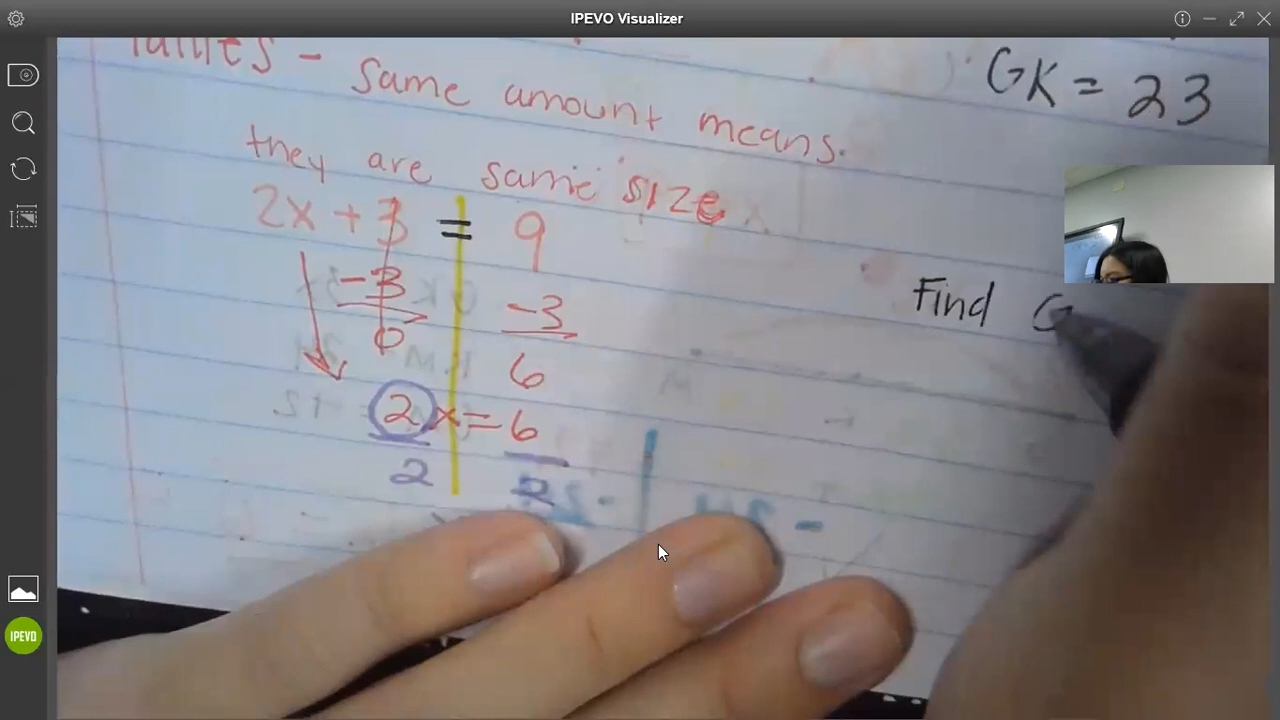 IPEVO Visualizer
same amount means.
they are same size
GK = 23
2x + 3 = 9
-3 -3
0 6
2x = 6
2 2
Find G
IPEVO